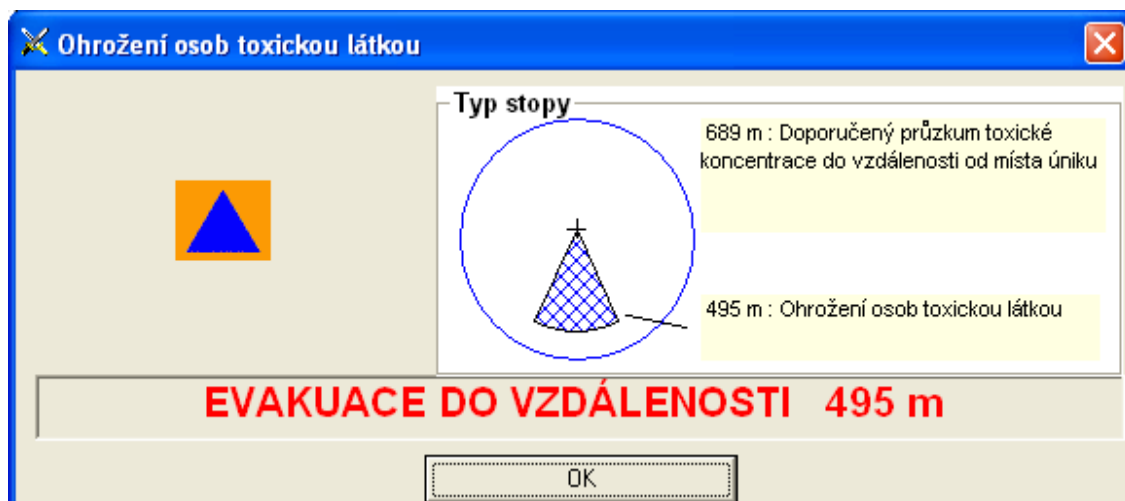 Ohrožení osob toxickou látkou
Typ stopy
689 m : Doporučený průzkum toxické
koncentrace do vzdálenosti od místa úniku
495 m : Ohrožení osob toxickou látkou
EVAKUACE DO VZDÁLENOSTI 495 m
OK